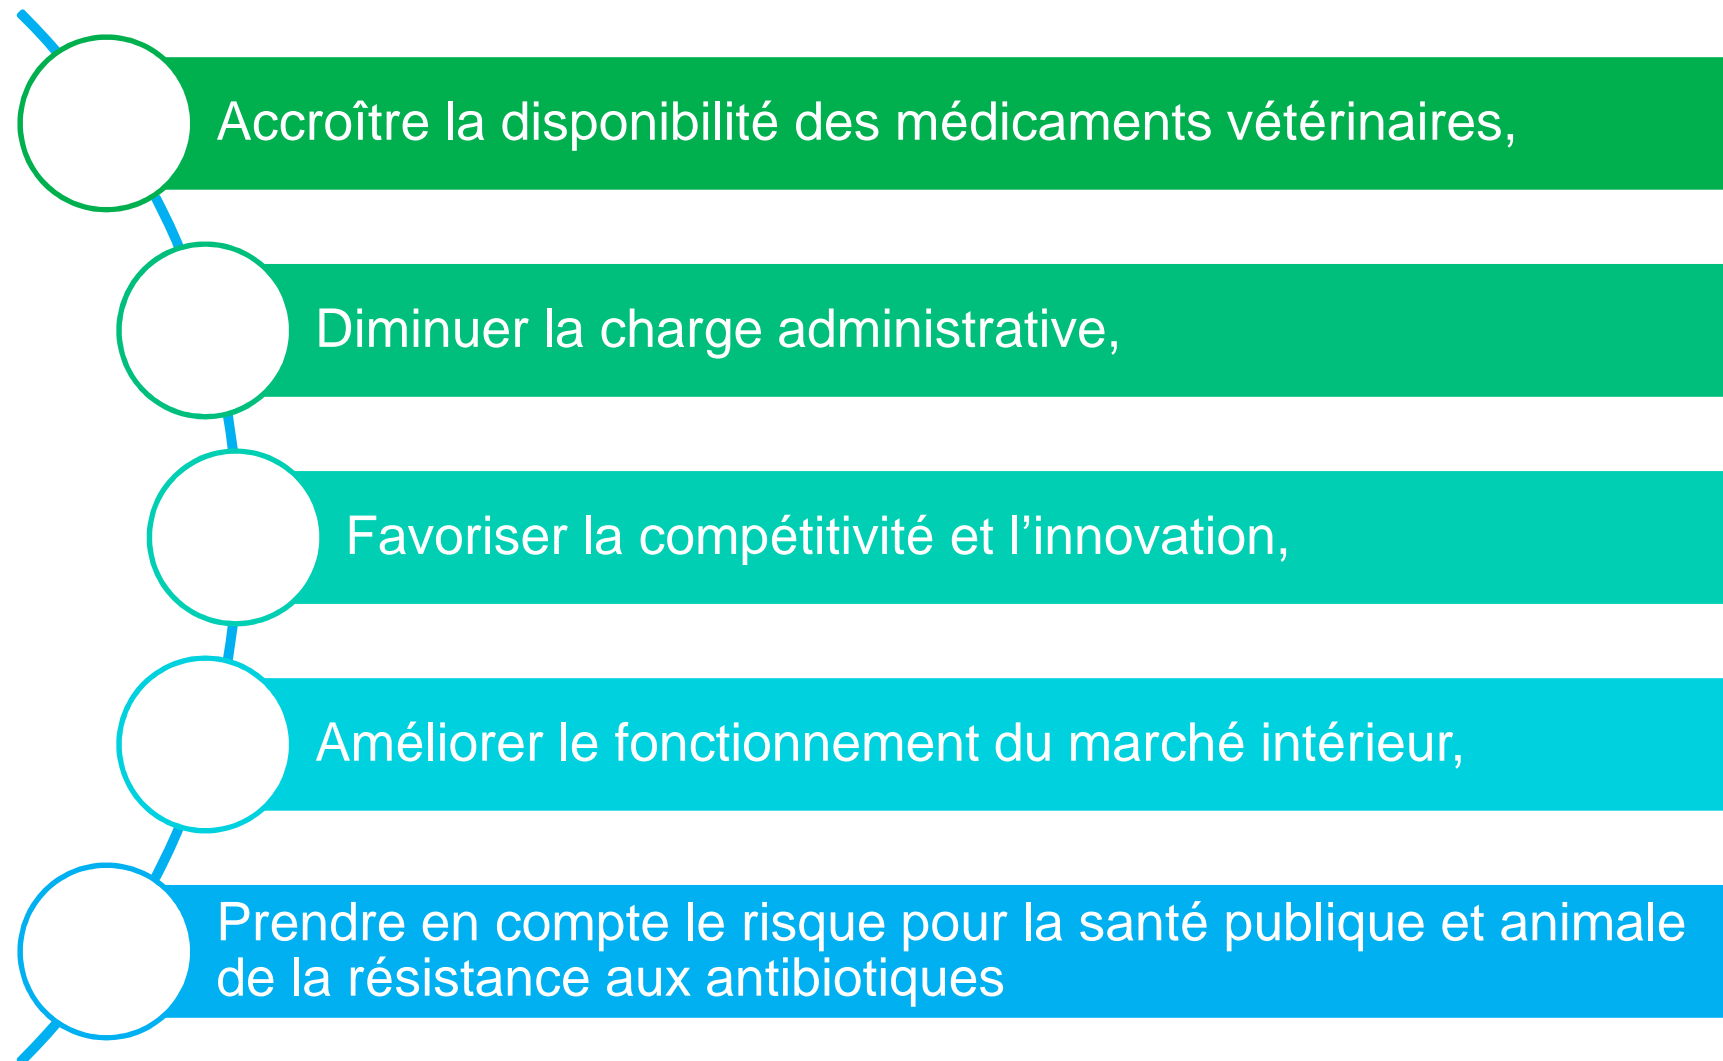 Accroître la disponibilité des médicaments vétérinaires,
Diminuer la charge administrative,
Favoriser la compétitivité et l’innovation,
Améliorer le fonctionnement du marché intérieur,
Prendre en compte le risque pour la santé publique et animale
de la résistance aux antibiotiques